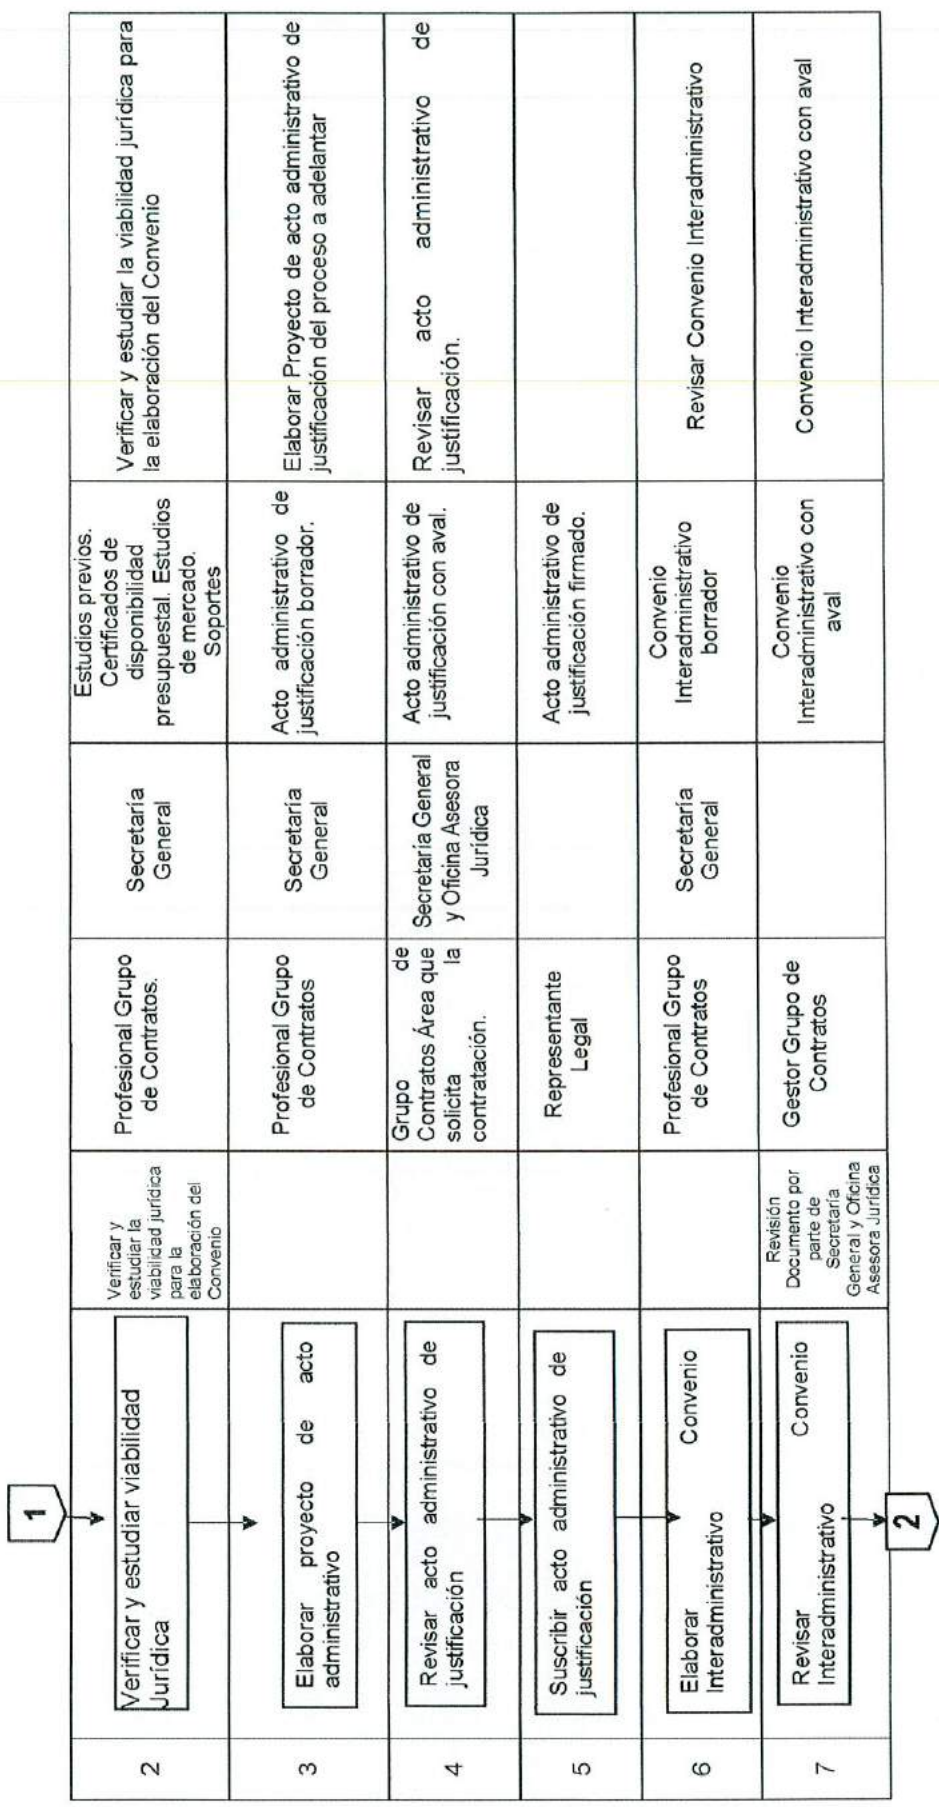 1
2
Verificar y estudiar viabilidad
Jurídica
Verificar y
estudiar la
viabilidad jurídica
para la
elaboración del
Convenio
Profesional Grupo
de Contratos.
Secretaría
General
Estudios previos.
Certificados de
disponibilidad
presupuestal. Estudios
de mercado.
Soportes
Verificar y estudiar la viabilidad jurídica para
la elaboración del Convenio
3
Elaborar proyecto de acto
administrativo
Profesional Grupo
de Contratos
Secretaría
General
Acto administrativo de
justificación borrador.
Elaborar Proyecto de acto administrativo de
justificación del proceso a adelantar
4
Revisar acto administrativo de
justificación
Grupo de
Contratos Área que
solicita la
contratación.
Secretaría General
y Oficina Asesora
Jurídica
Acto administrativo de
justificación con aval.
Revisar acto administrativo de
justificación.
5
Suscribir acto administrativo de
justificación
Representante
Legal
Acto administrativo de
justificación firmado.
6
Elaborar Convenio
Interadministrativo
Profesional Grupo
de Contratos
Secretaría
General
Convenio
Interadministrativo
borrador
Revisar Convenio Interadministrativo
7
Revisar Convenio
Interadministrativo
Revisión
Documento por
parte de
Secretaría
General y Oficina
Asesora Jurídica
Gestor Grupo de
Contratos
Convenio
Interadministrativo con
aval
Convenio Interadministrativo con aval
2